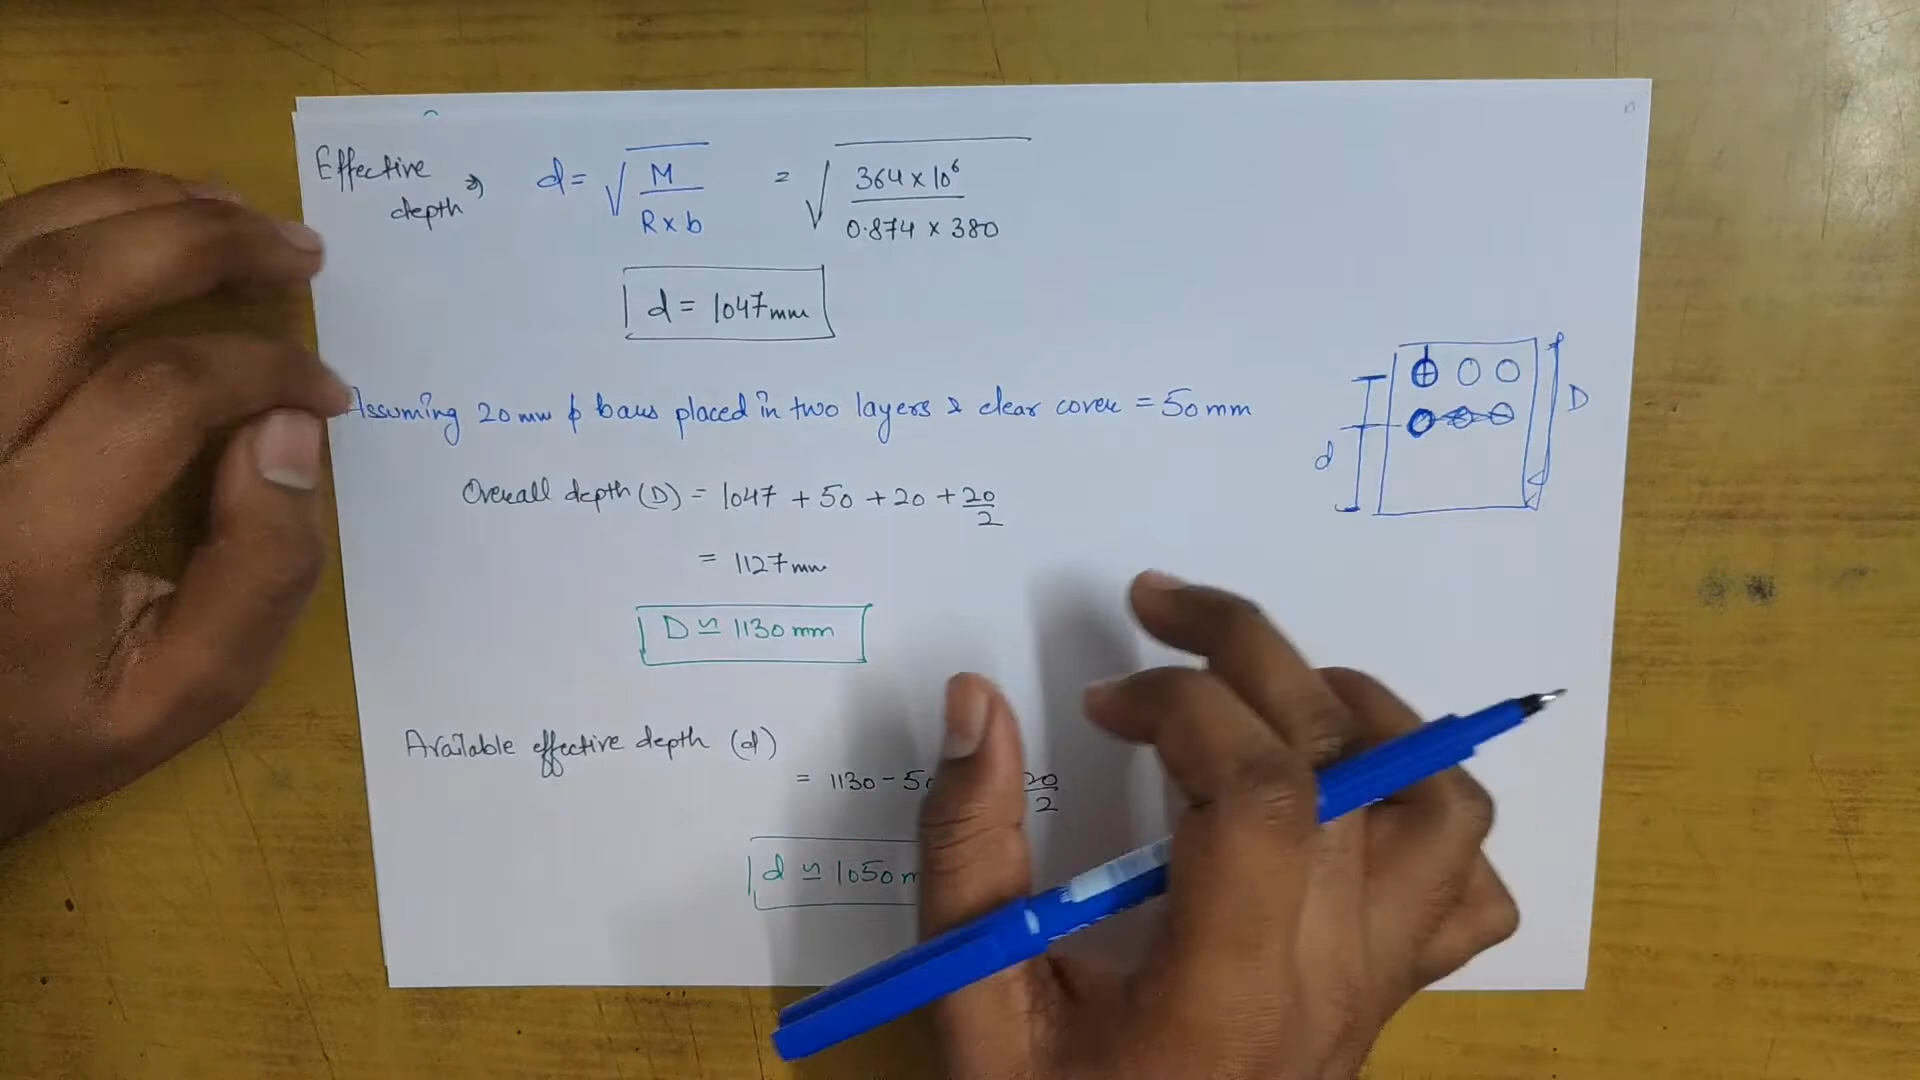 Effective depth ⇒ d = √(M / R x b) = √(364 x 10⁶ / 0.874 x 380)
d = 1047 mm
Assuming 20 mm ϕ bars placed in two layers & clear cover = 50 mm
Overall depth (D) = 1047 + 50 + 20 + 20/2
= 1127 mm
D ≃ 1130 mm
Available effective depth (d)
= 1130 - 5 20/2
d ≃ 1050 m
D
d